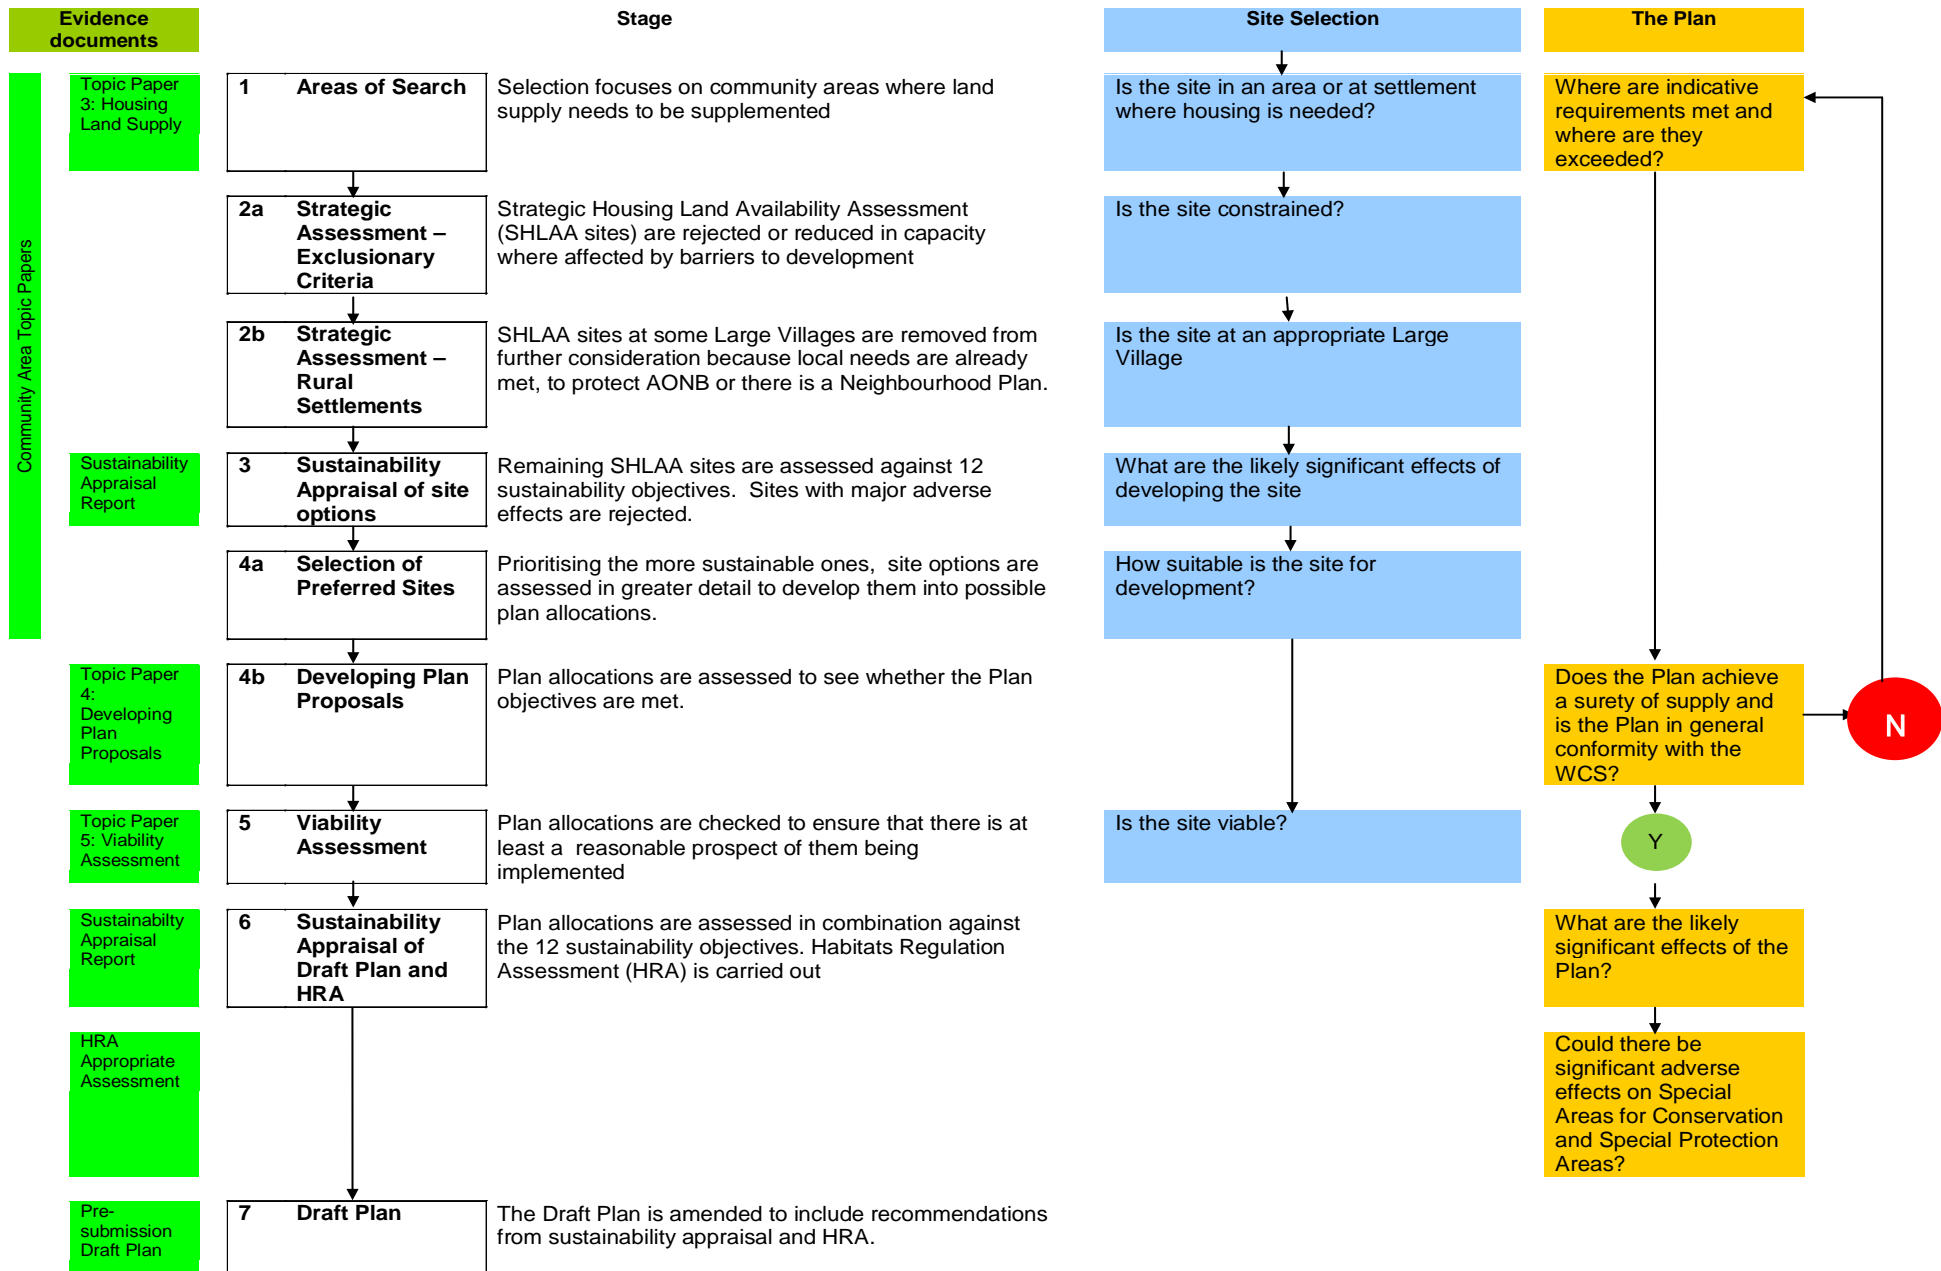 Evidence
documents
Stage
Site Selection
The Plan
Community Area Topic Papers
Topic Paper
3: Housing
Land Supply
1 Areas of Search
Selection focuses on community areas where land
supply needs to be supplemented
Is the site in an area or at settlement
where housing is needed?
Where are indicative
requirements met and
where are they
exceeded?
2a Strategic
Assessment –
Exclusionary
Criteria
Strategic Housing Land Availability Assessment
(SHLAA sites) are rejected or reduced in capacity
where affected by barriers to development
Is the site constrained?
2b Strategic
Assessment –
Rural
Settlements
SHLAA sites at some Large Villages are removed from
further consideration because local needs are already
met, to protect AONB or there is a Neighbourhood Plan.
Is the site at an appropriate Large
Village
Sustainability
Appraisal
Report
3 Sustainability
Appraisal of site
options
Remaining SHLAA sites are assessed against 12
sustainability objectives. Sites with major adverse
effects are rejected.
What are the likely significant effects of
developing the site
4a Selection of
Preferred Sites
Prioritising the more sustainable ones, site options are
assessed in greater detail to develop them into possible
plan allocations.
How suitable is the site for
development?
Topic Paper
4:
Developing
Plan
Proposals
4b Developing Plan
Proposals
Plan allocations are assessed to see whether the Plan
objectives are met.
Does the Plan achieve
a surety of supply and
is the Plan in general
conformity with the
WCS?
N
Topic Paper
5: Viability
Assessment
5 Viability
Assessment
Plan allocations are checked to ensure that there is at
least a reasonable prospect of them being
implemented
Is the site viable?
Y
Sustainabilty
Appraisal
Report
6 Sustainability
Appraisal of
Draft Plan and
HRA
Plan allocations are assessed in combination against
the 12 sustainability objectives. Habitats Regulation
Assessment (HRA) is carried out
What are the likely
significant effects of the
Plan?
HRA
Appropriate
Assessment
Could there be
significant adverse
effects on Special
Areas for Conservation
and Special Protection
Areas?
Pre-
submission
Draft Plan
7 Draft Plan
The Draft Plan is amended to include recommendations
from sustainability appraisal and HRA.